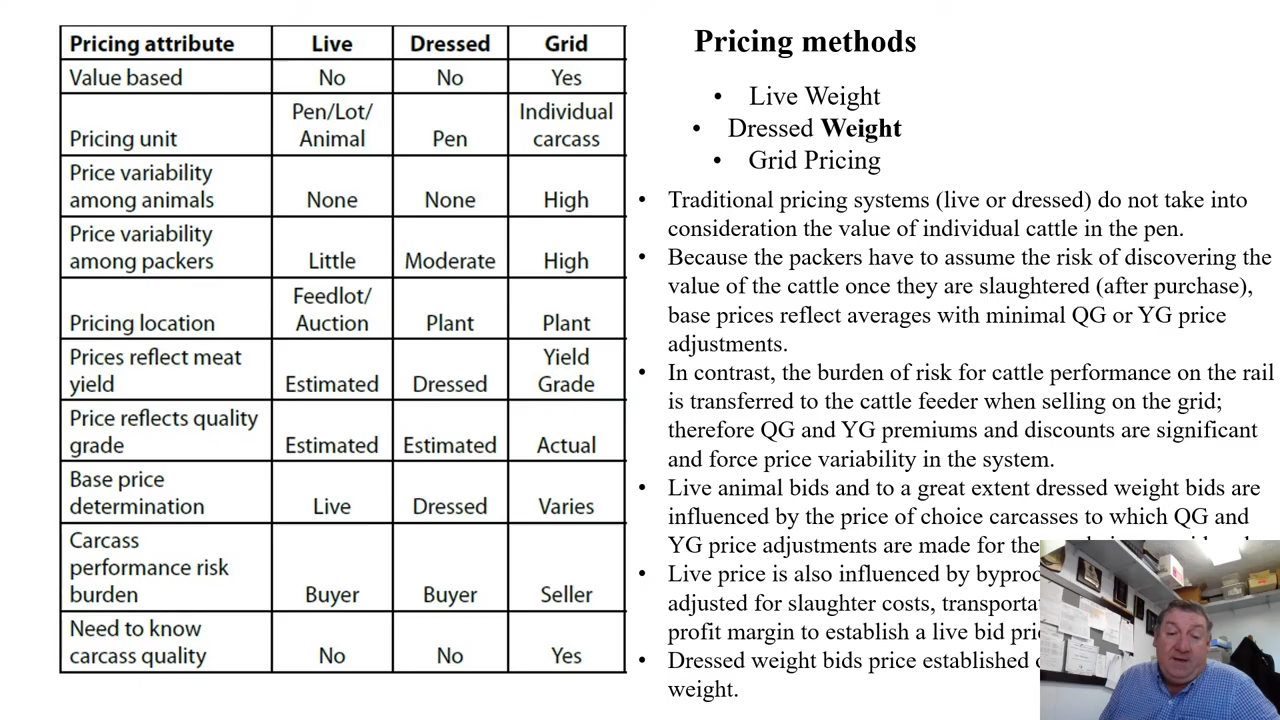 Pricing attribute Live Dressed Grid
Value based No No Yes
Pricing unit Pen/Lot/ Animal Pen Individual carcass
Price variability among animals None None High
Price variability among packers Little Moderate High
Pricing location Feedlot/ Auction Plant Plant
Prices reflect meat yield Estimated Dressed Yield Grade
Price reflects quality grade Estimated Estimated Actual
Base price determination Live Dressed Varies
Carcass performance risk burden Buyer Buyer Seller
Need to know carcass quality No No Yes
Pricing methods
• Live Weight
• Dressed Weight
• Grid Pricing
• Traditional pricing systems (live or dressed) do not take into
consideration the value of individual cattle in the pen.
• Because the packers have to assume the risk of discovering the
value of the cattle once they are slaughtered (after purchase),
base prices reflect averages with minimal QG or YG price
adjustments.
• In contrast, the burden of risk for cattle performance on the rail
is transferred to the cattle feeder when selling on the grid;
therefore QG and YG premiums and discounts are significant
and force price variability in the system.
• Live animal bids and to a great extent dressed weight bids are
influenced by the price of choice carcasses to which QG and
YG price adjustments are made for the
• Live price is also influenced by
adjusted for slaughter costs,
profit margin to establish a live bid
• Dressed weight bids price established
weight.